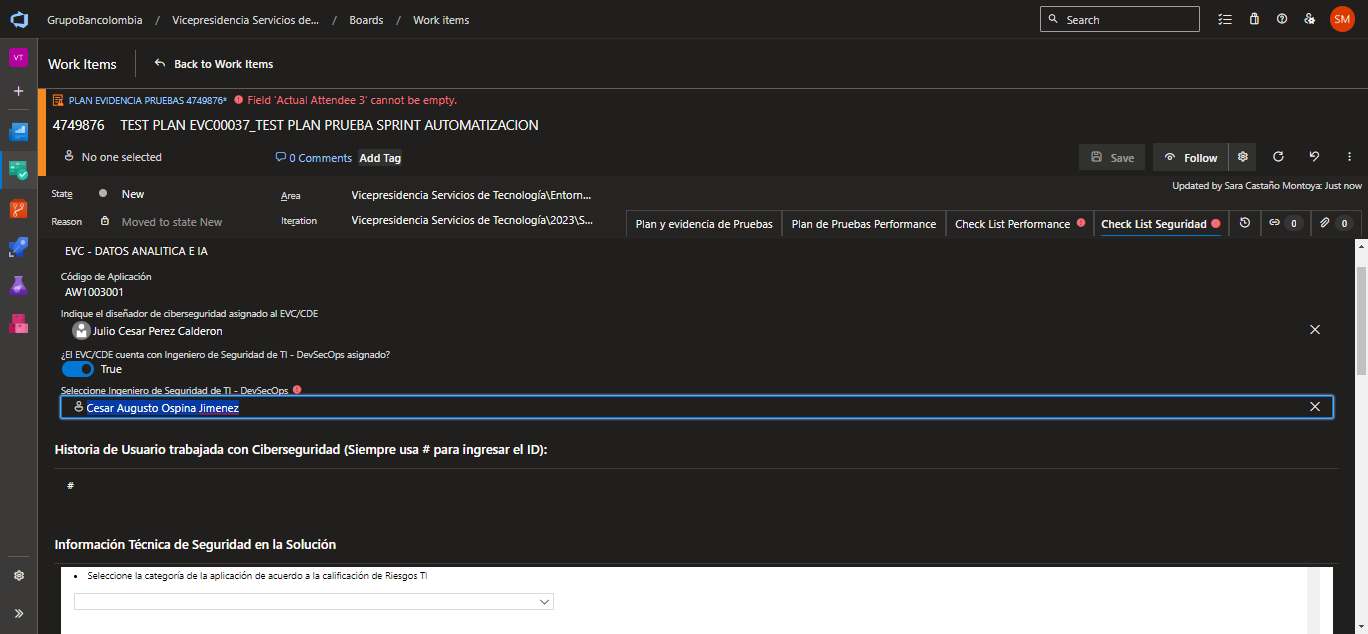 GrupoBancolombia / Vicepresidencia Servicios de... / Boards / Work items
Search
SM
VT
Work Items
Back to Work Items
PLAN EVIDENCIA PRUEBAS 4749876*
Field 'Actual Attendee 3' cannot be empty.
4749876 TEST PLAN EVC00037_TEST PLAN PRUEBA SPRINT AUTOMATIZACION
No one selected
0 Comments
Add Tag
Save
Follow
Updated by Sara Castaño Montoya: Just now
State
New
Area
Vicepresidencia Servicios de Tecnología\Entorn...
Reason
Moved to state New
Iteration
Vicepresidencia Servicios de Tecnología\2023\S...
Plan y evidencia de Pruebas
Plan de Pruebas Performance
Check List Performance
Check List Seguridad
0
0
EVC - DATOS ANALITICA E IA
Código de Aplicación
AW1003001
Indique el diseñador de ciberseguridad asignado al EVC/CDE
Julio Cesar Perez Calderon
¿El EVC/CDE cuenta con Ingeniero de Seguridad de TI - DevSecOps asignado?
True
Seleccione Ingeniero de Seguridad de TI - DevSecOps
Cesar Augusto Ospina Jimenez
Historia de Usuario trabajada con Ciberseguridad (Siempre usa # para ingresar el ID):
#
Información Técnica de Seguridad en la Solución
• Seleccione la categoría de la aplicación de acuerdo a la calificación de Riesgos TI